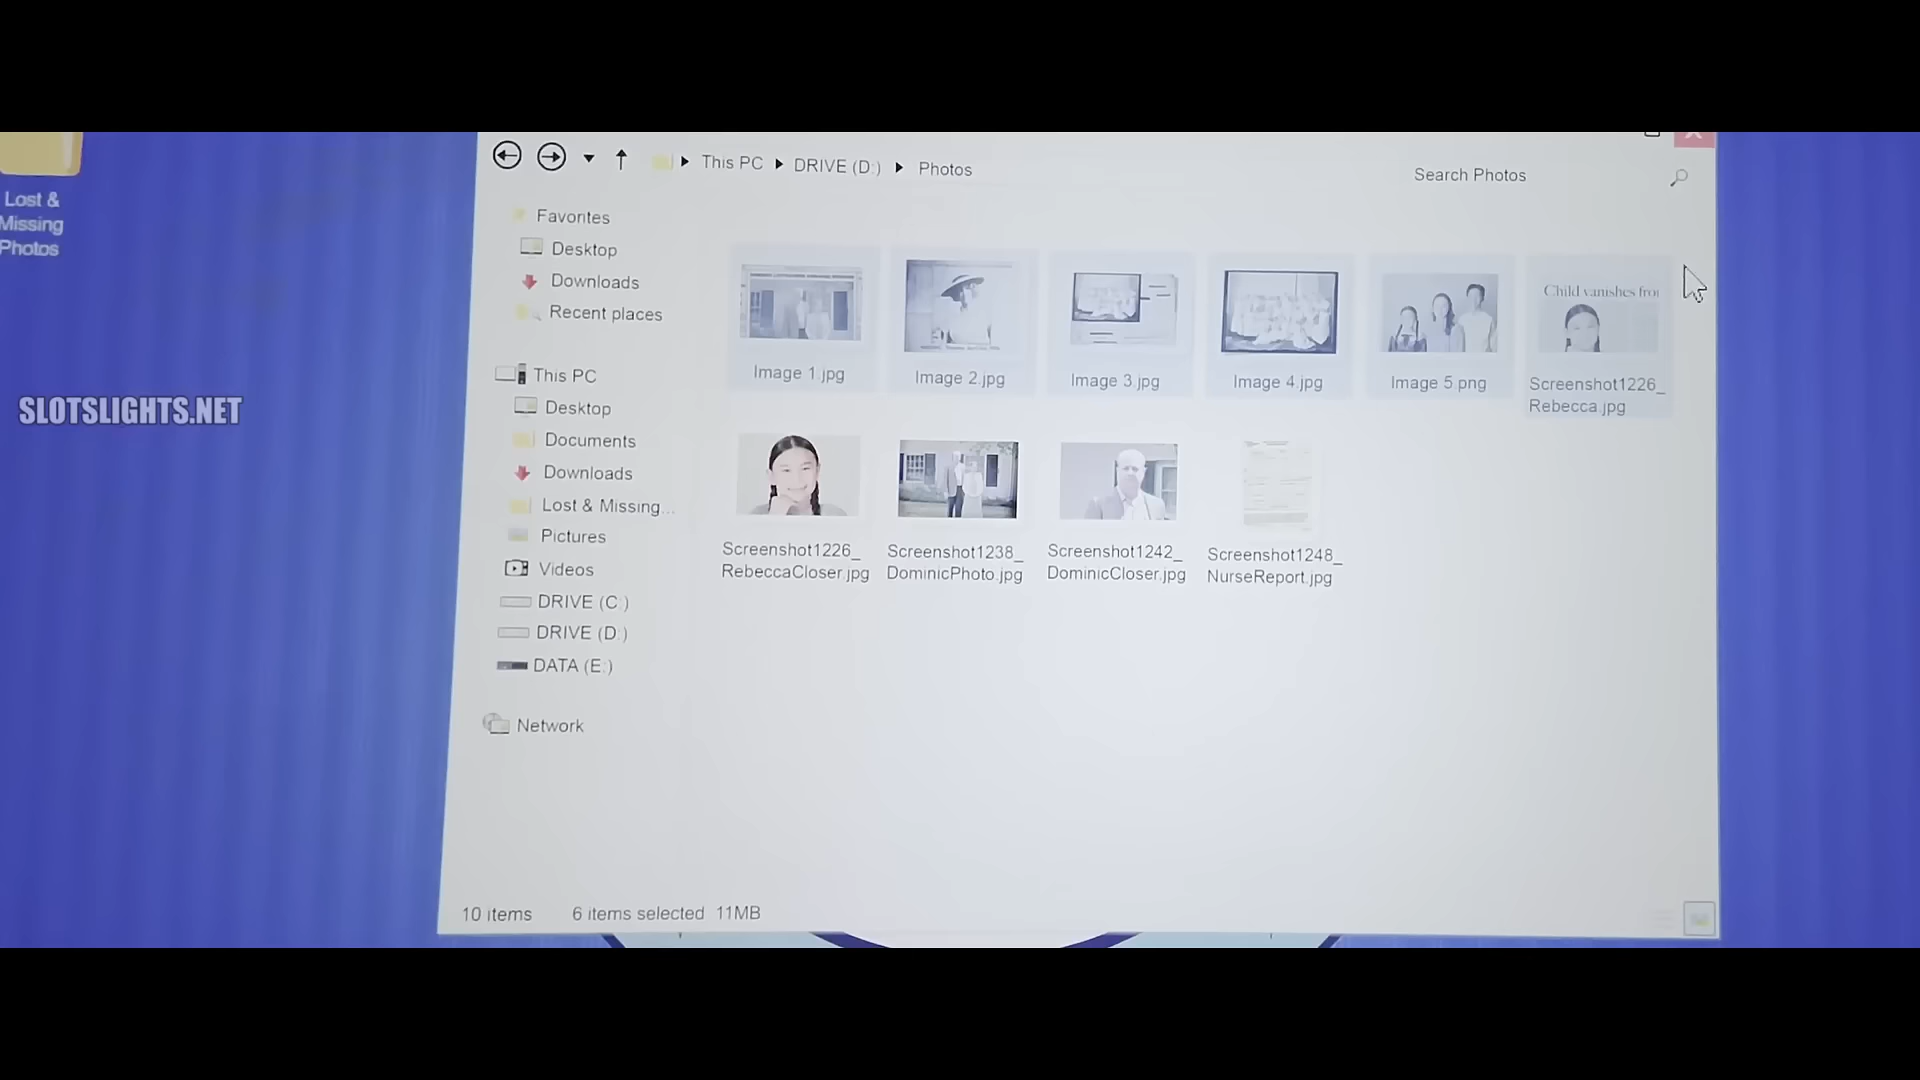 This PC
DRIVE (D:)
Photos
Search Photos
Lost &
Missing
Photos
Favorites
Desktop
Downloads
Recent places
This PC
Desktop
Documents
Downloads
Lost & Missing...
Pictures
Videos
DRIVE (C:)
DRIVE (D:)
DATA (E:)
Network
Child vanishes from
Image 1.jpg
Image 2.jpg
Image 3.jpg
Image 4.jpg
Image 5.png
Screenshot1226_
Rebecca.jpg
Screenshot1226_
RebeccaCloser.jpg
Screenshot1238_
DominicPhoto.jpg
Screenshot1242_
DominicCloser.jpg
Screenshot1248_
NurseReport.jpg
SLOTSLIGHTS.NET
10 items
6 items selected 11MB